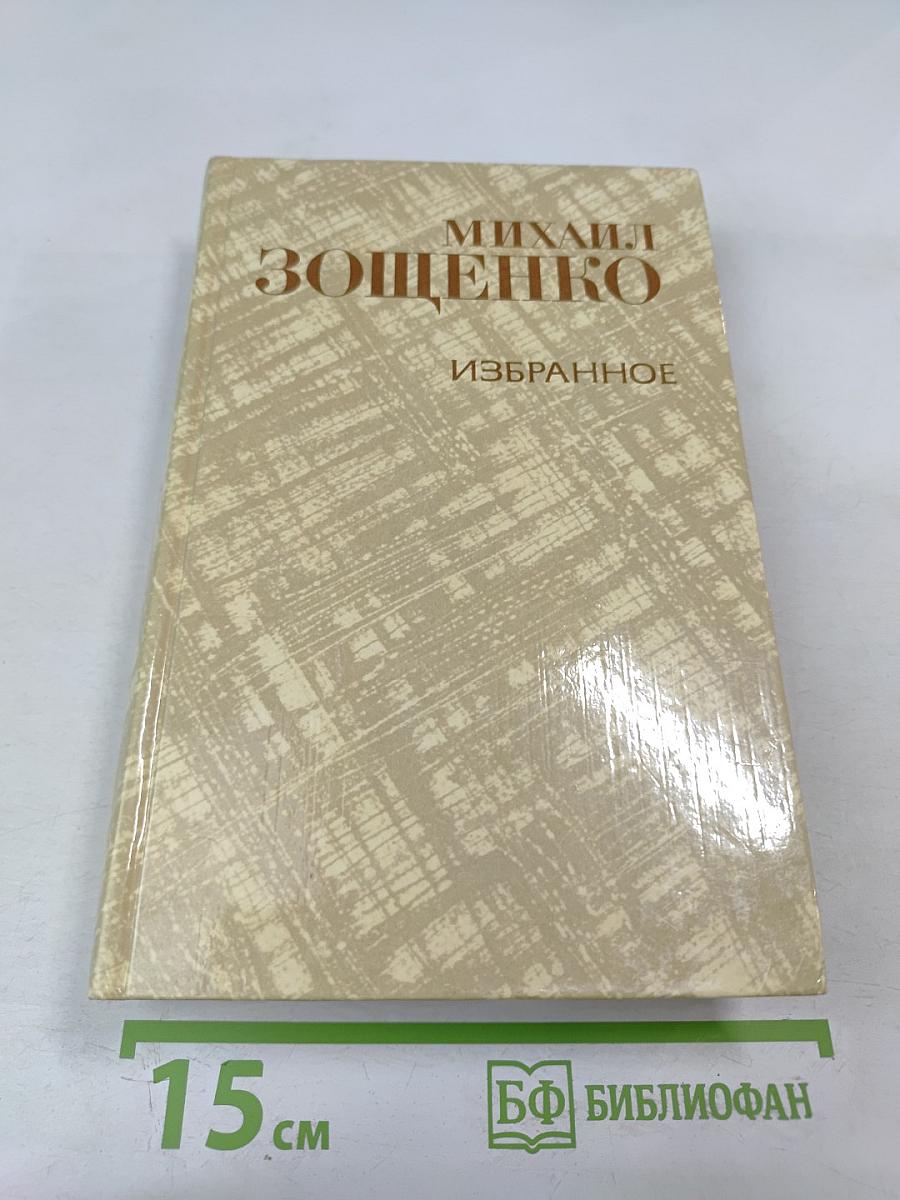 МИХАИЛ
ЗОЩЕНКО
ИЗБРАННОЕ
15 см
БФ БИБЛИОФАН